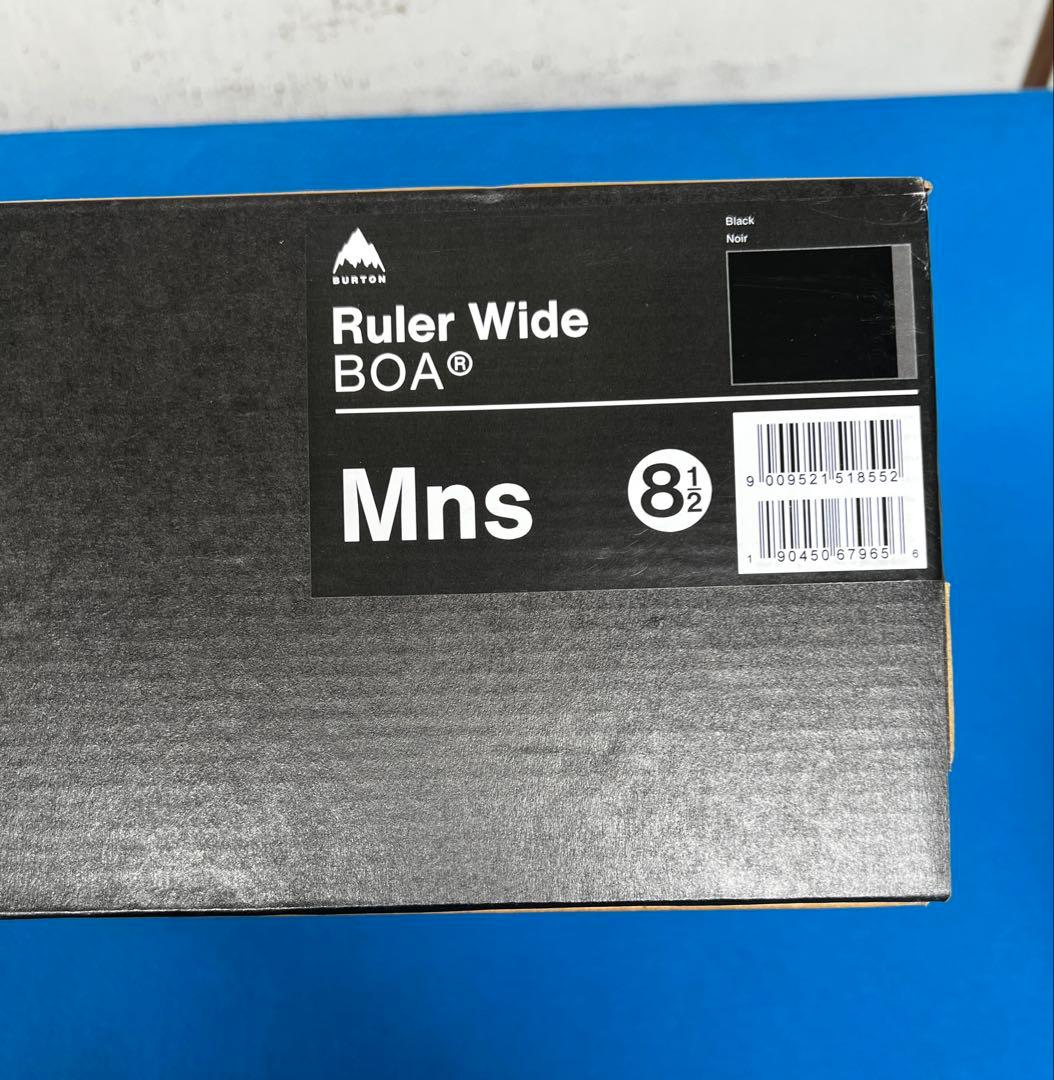 BURTON
Ruler Wide
BOA®
Black
Noir
Mns
8½
9 009521 518552
1 90450 67965 6